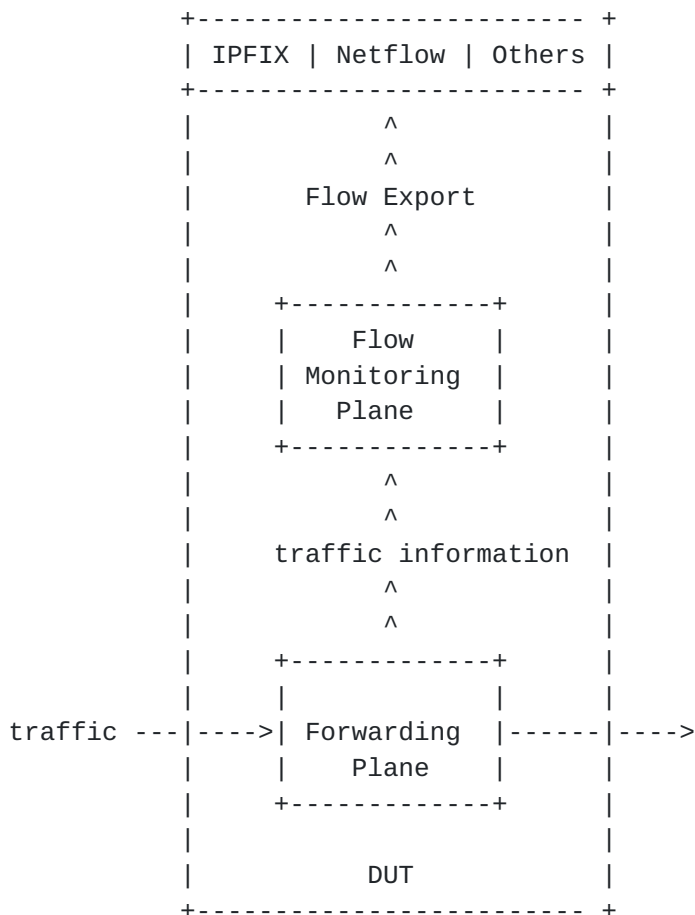 IPFIX | Netflow | Others
Flow Export
Flow
Monitoring
Plane
traffic information
traffic --- ----> Forwarding ------ ---->
Plane
DUT